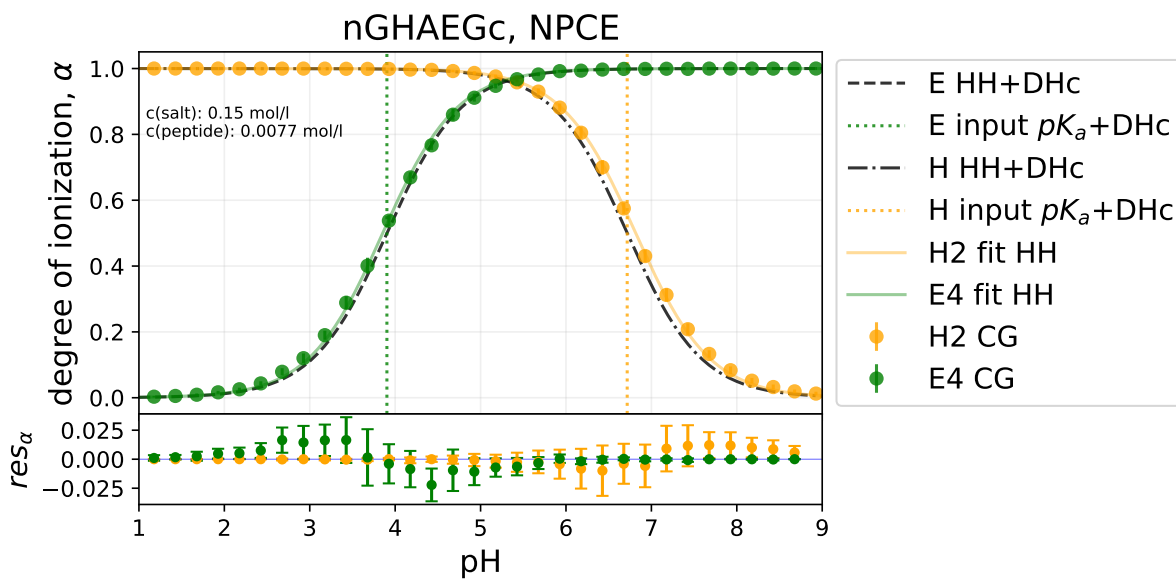 nGHAEGc, NPCE
degree of ionization, α
1.0
0.8
0.6
0.4
0.2
0.0
c(salt): 0.15 mol/l
c(peptide): 0.0077 mol/l
E HH+DHc
E input pKₐ+DHc
H HH+DHc
H input pKₐ+DHc
H2 fit HH
E4 fit HH
H2 CG
E4 CG
res_α
0.025
0.000
−0.025
1 2 3 4 5 6 7 8 9
pH